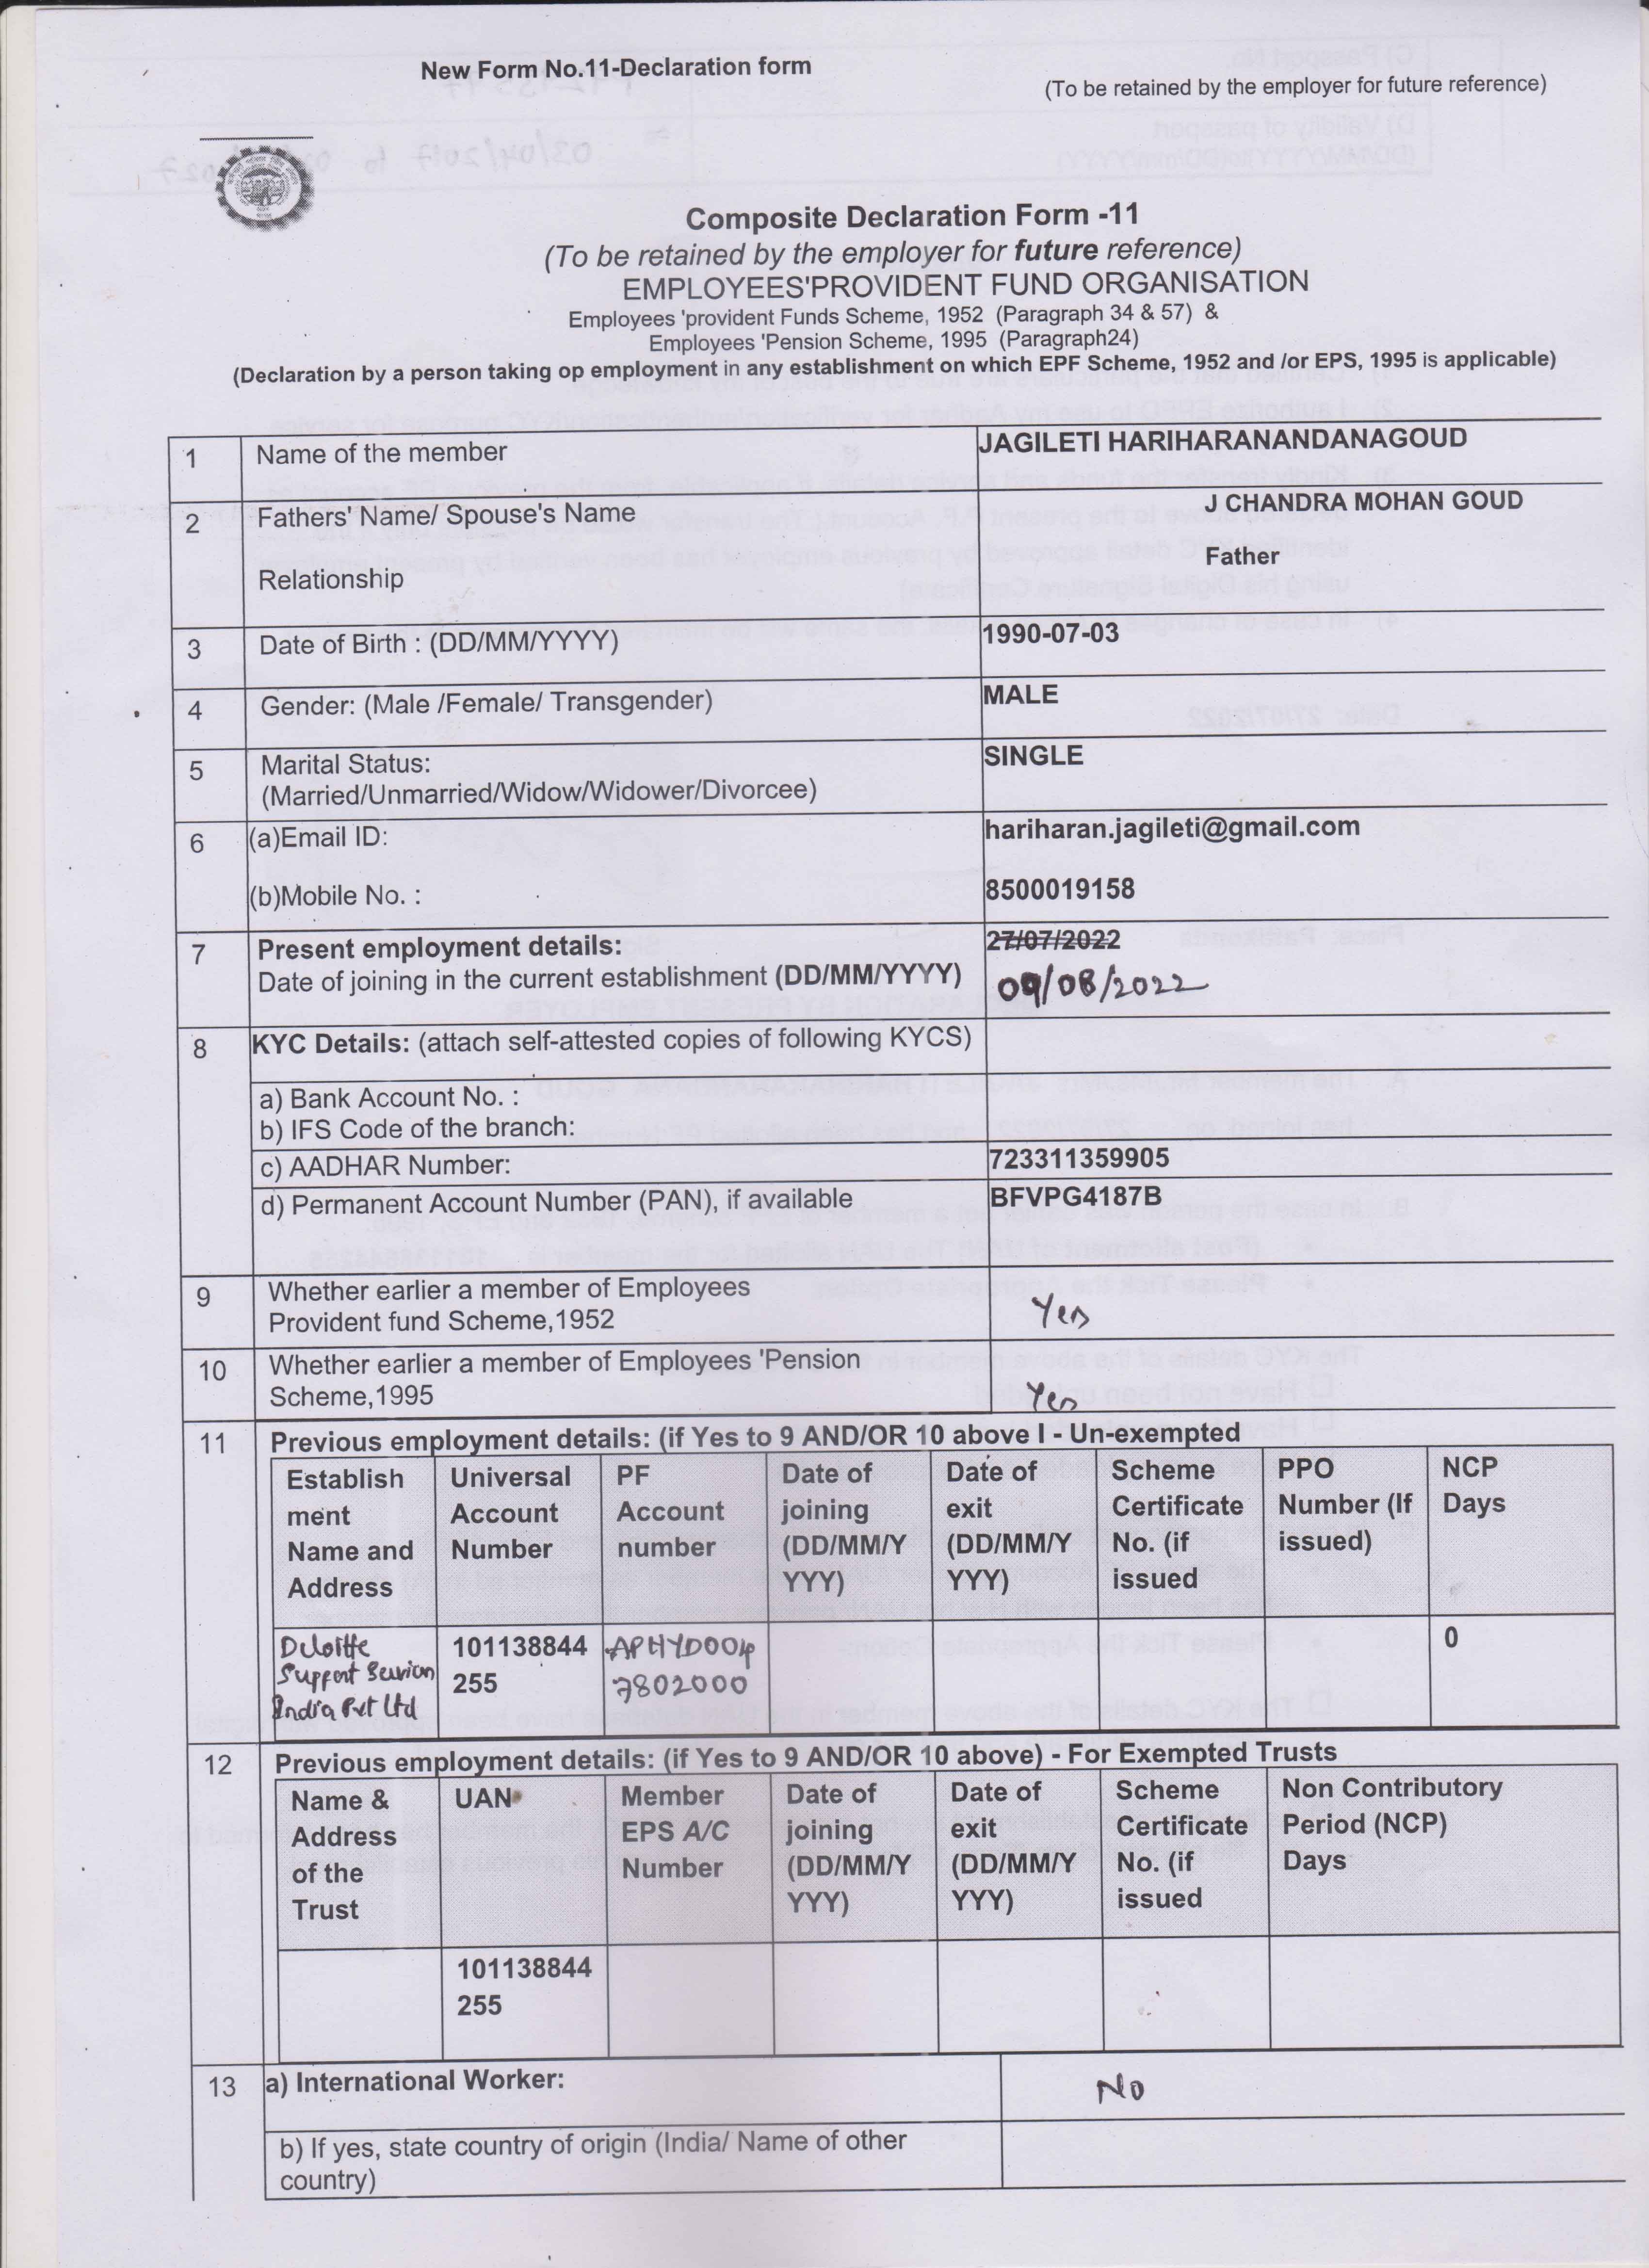 New Form No.11-Declaration form
(To be retained by the employer for future reference)
Composite Declaration Form -11
(To be retained by the employer for future reference)
EMPLOYEES'PROVIDENT FUND ORGANISATION
Employees 'provident Funds Scheme, 1952 (Paragraph 34 & 57) &
Employees 'Pension Scheme, 1995 (Paragraph24)
(Declaration by a person taking op employment in any establishment on which EPF Scheme, 1952 and /or EPS, 1995 is applicable)
1 Name of the member JAGILETI HARIHARANANDANAGOUD
2 Fathers' Name/ Spouse's Name J CHANDRA MOHAN GOUD
Relationship Father
3 Date of Birth : (DD/MM/YYYY) 1990-07-03
4 Gender: (Male /Female/ Transgender) MALE
5 Marital Status: SINGLE
(Married/Unmarried/Widow/Widower/Divorcee)
6 (a)Email ID: hariharan.jagileti@gmail.com
(b)Mobile No. : 8500019158
7 Present employment details: 27/07/2022
Date of joining in the current establishment (DD/MM/YYYY) 09/08/2022
8 KYC Details: (attach self-attested copies of following KYCS)
a) Bank Account No. :
b) IFS Code of the branch:
c) AADHAR Number: 723311359905
d) Permanent Account Number (PAN), if available BFVPG4187B
9 Whether earlier a member of Employees
Provident fund Scheme,1952 Yes
10 Whether earlier a member of Employees 'Pension
Scheme,1995 Yes
11 Previous employment details: (if Yes to 9 AND/OR 10 above I - Un-exempted
Establish Universal PF Date of Date of Scheme PPO NCP
ment Account Account joining exit Certificate Number (If Days
Name and Number number (DD/MM/Y (DD/MM/Y No. (if issued)
Address YYY) YYY) issued
Deloitte 101138844 APHYD004 0
Support Services 255 7802000
India Pvt Ltd
12 Previous employment details: (if Yes to 9 AND/OR 10 above) - For Exempted Trusts
Name & UAN Member Date of Date of Scheme Non Contributory
Address EPS A/C joining exit Certificate Period (NCP)
of the Number (DD/MM/Y (DD/MM/Y No. (if Days
Trust YYY) YYY) issued
101138844
255
13 a) International Worker: No
b) If yes, state country of origin (India/ Name of other
country)